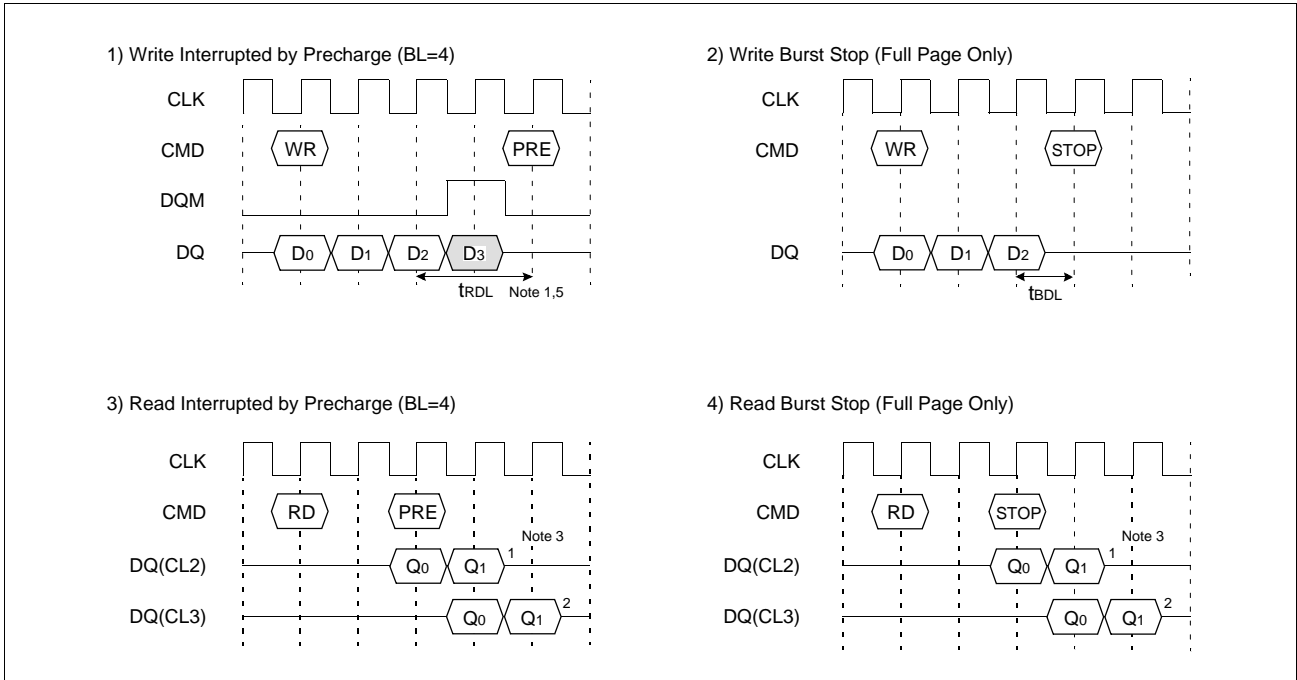 1) Write Interrupted by Precharge (BL=4)
CLK
CMD WR PRE
DQM
DQ D0 D1 D2 D3
tRDL Note 1,5
2) Write Burst Stop (Full Page Only)
CLK
CMD WR STOP
DQ D0 D1 D2
tBDL
3) Read Interrupted by Precharge (BL=4)
CLK
CMD RD PRE
Note 3
DQ(CL2) Q0 Q1 1
DQ(CL3) Q0 Q1 2
4) Read Burst Stop (Full Page Only)
CLK
CMD RD STOP
Note 3
DQ(CL2) Q0 Q1 1
DQ(CL3) Q0 Q1 2